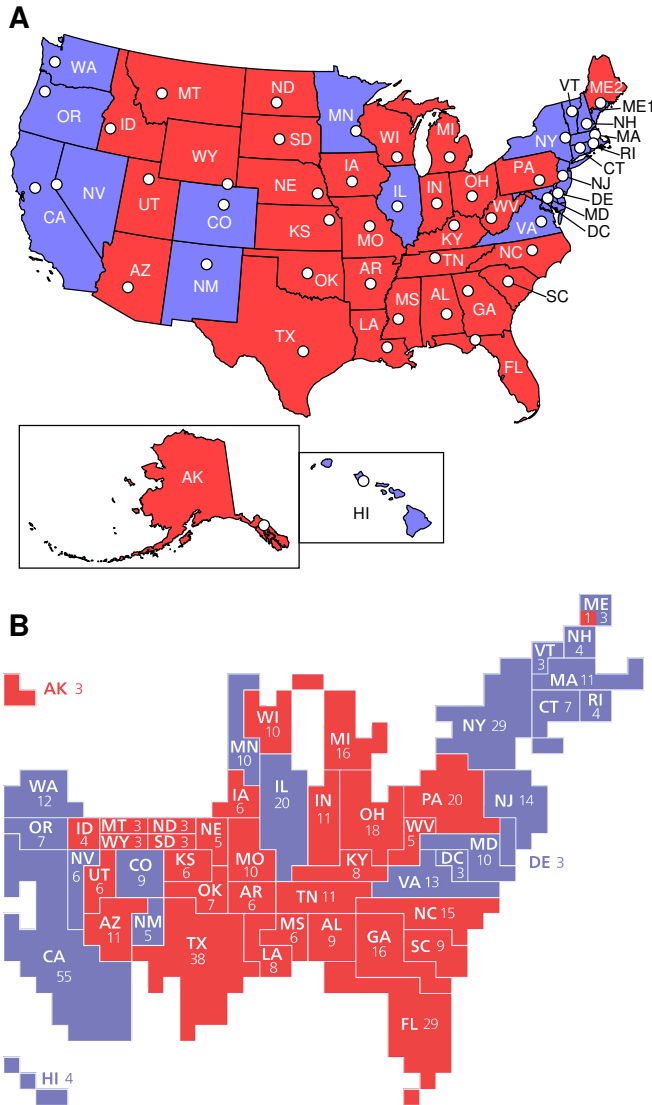 A
WA
OR
CA
NV
ID
MT
WY
UT
AZ
CO
NM
ND
SD
NE
KS
OK
TX
MN
IA
MO
AR
LA
WI
IL
MI
IN
OH
KY
TN
MS
AL
GA
FL
SC
NC
VA
WV
PA
NY
VT
ME2
ME1
NH
MA
RI
CT
NJ
DE
MD
DC
AK
HI
B
ME
1 3
NH
4
VT
3
MA 11
CT 7
RI
4
NY 29
AK 3
WI
10
MN
10
MI
16
IL
20
IA
6
IN
11
OH
18
PA 20
NJ 14
WA
12
OR
7
ID
4
MT 3
ND 3
WY 3
SD 3
NE
5
WV
5
MD
10
DC
3
DE 3
NV
6
UT
6
CO
9
KS
6
MO
10
KY
8
VA 13
OK
7
AR
6
TN 11
NC 15
AZ
11
NM
5
TX
38
MS
6
AL
9
GA
16
SC 9
LA
8
CA
55
FL 29
HI 4